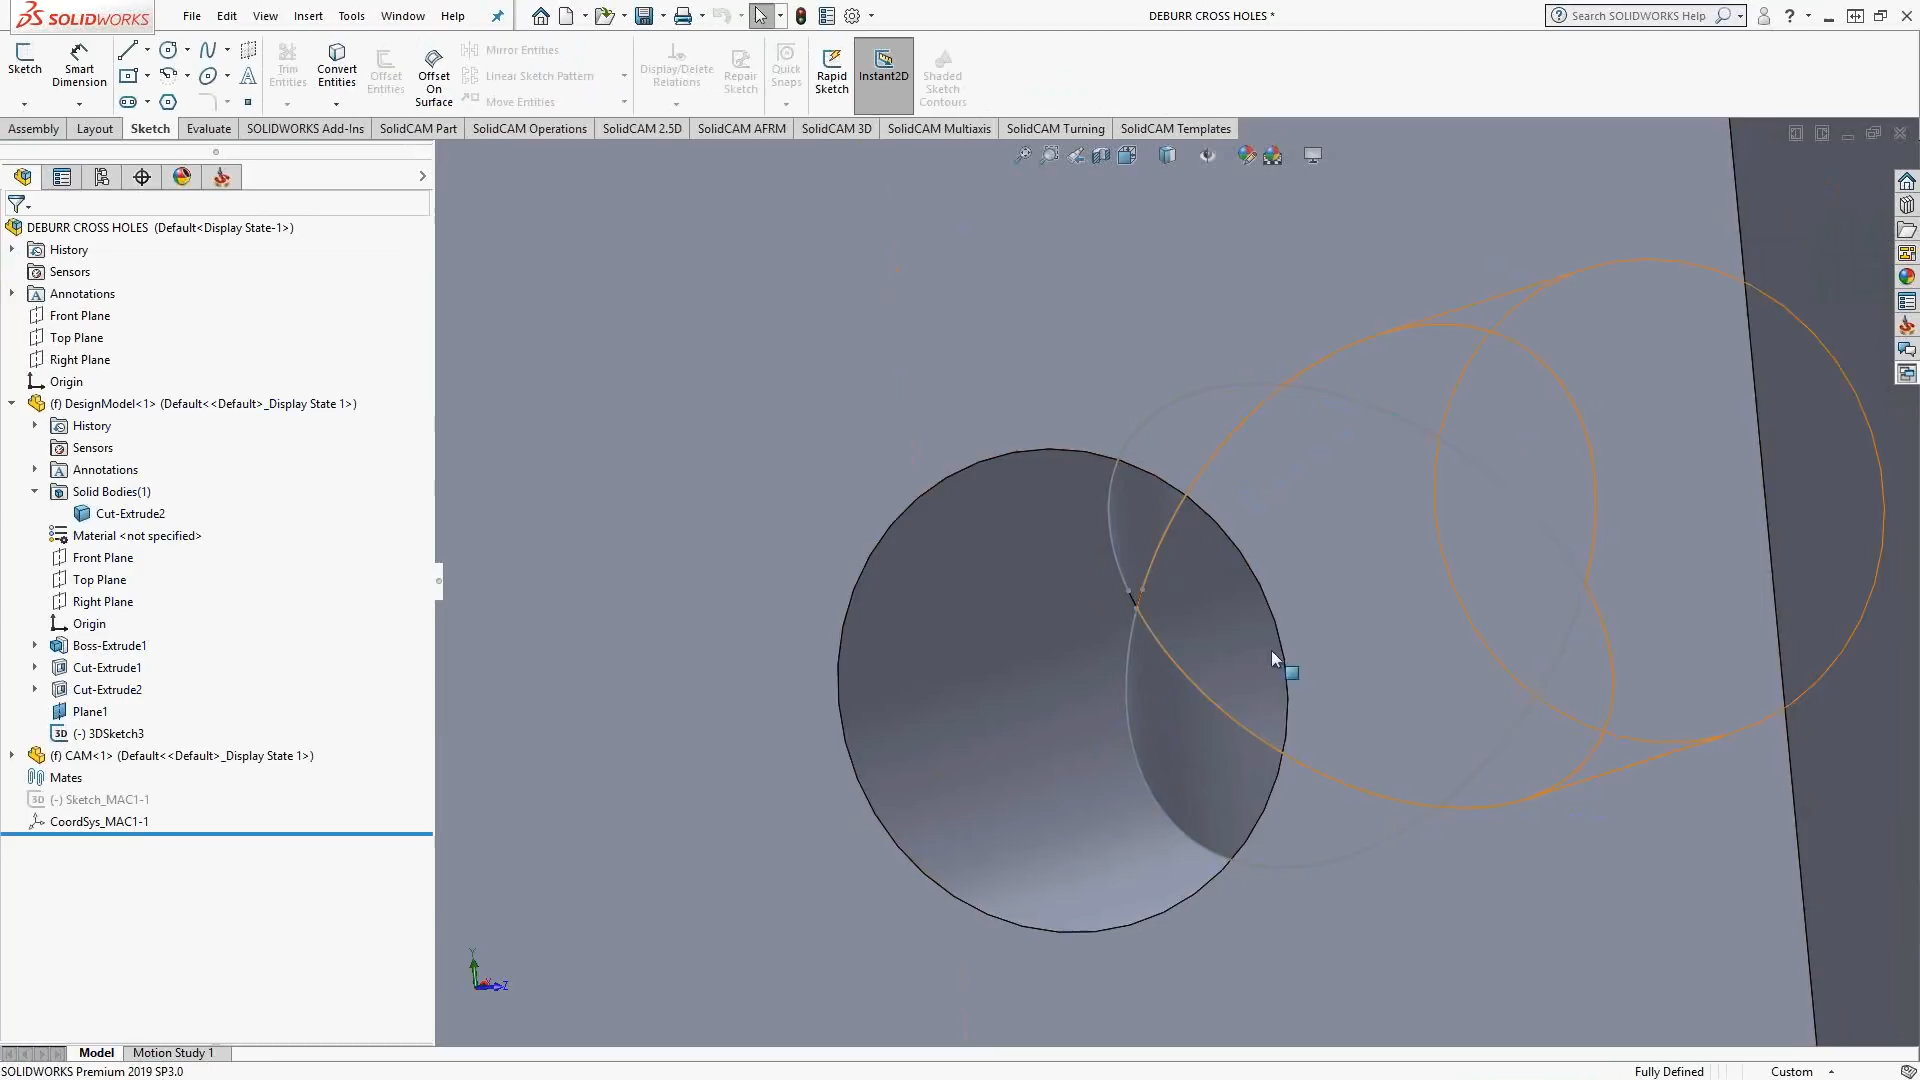 SOLIDWORKS
File Edit View Insert Tools Window Help
DEBURR CROSS HOLES *
Search SOLIDWORKS Help
Sketch
Smart Dimension
Trim Entities
Convert Entities
Offset Entities
Offset On Surface
Mirror Entities
Linear Sketch Pattern
Move Entities
Display/Delete Relations
Repair Sketch
Quick Snaps
Rapid Sketch
Instant2D
Shaded Sketch Contours
Assembly Layout Sketch Evaluate SOLIDWORKS Add-Ins SolidCAM Part SolidCAM Operations SolidCAM 2.5D SolidCAM AFRM SolidCAM 3D SolidCAM Multiaxis SolidCAM Turning SolidCAM Templates
DEBURR CROSS HOLES (Default<Display State-1>)
History
Sensors
Annotations
Front Plane
Top Plane
Right Plane
Origin
(f) DesignModel<1> (Default<<Default>_Display State 1>)
History
Sensors
Annotations
Solid Bodies(1)
Cut-Extrude2
Material <not specified>
Front Plane
Top Plane
Right Plane
Origin
Boss-Extrude1
Cut-Extrude1
Cut-Extrude2
Plane1
3D (-) 3DSketch3
(f) CAM<1> (Default<<Default>_Display State 1>)
Mates
3D (-) Sketch_MAC1-1
CoordSys_MAC1-1
Y
Z
Model Motion Study 1
SOLIDWORKS Premium 2019 SP3.0
Fully Defined
Custom